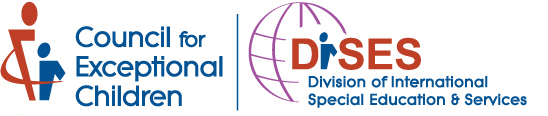 Council for
Exceptional
Children
DiSES
Division of International
Special Education & Services